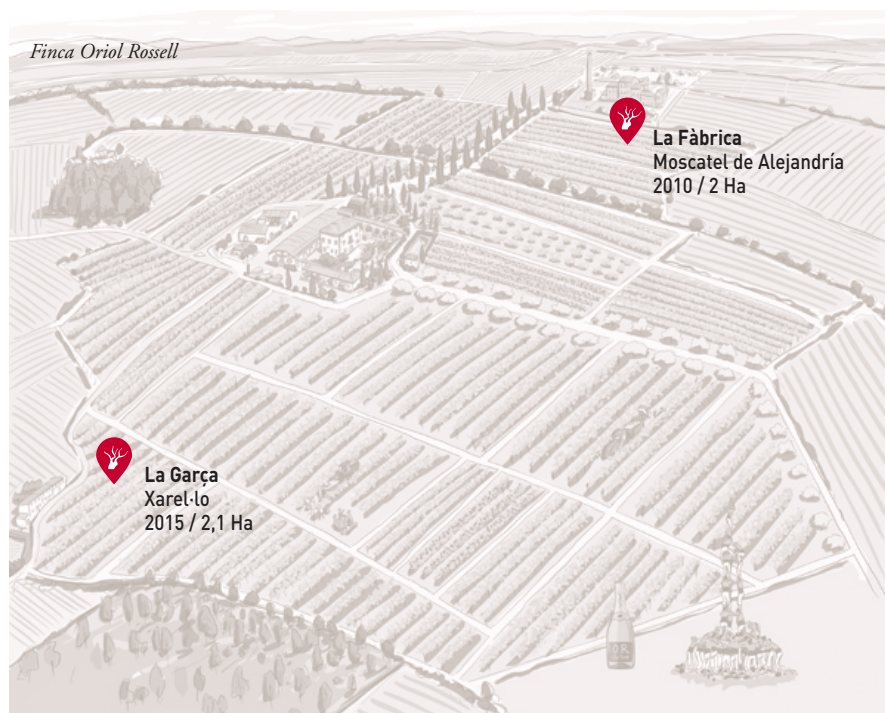 Finca Oriol Rossell
La Fàbrica
Moscatel de Alejandría
2010 / 2 Ha
La Garça
Xarel·lo
2015 / 2,1 Ha